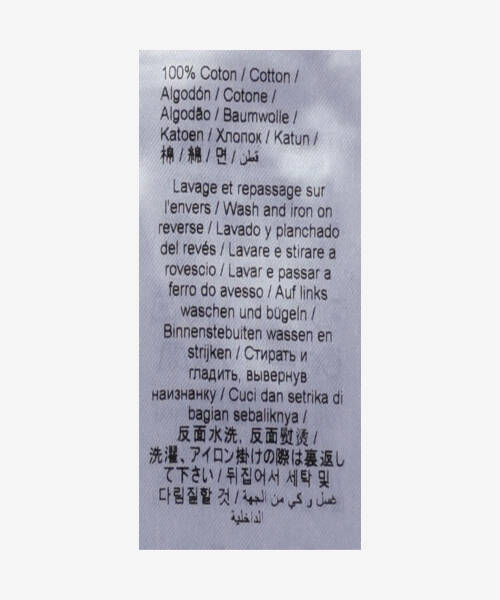 100% Coton / Cotton /
Algodón / Cotone /
Algodão / Baumwolle /
Katoen / Хлопок / Katun /
棉 / 綿 / 면 / قطن
Lavage et repassage sur
l'envers / Wash and iron on
reverse / Lavado y planchado
del revés / Lavare e stirare a
rovescio / Lavar e passar a
ferro do avesso / Auf links
waschen und bügeln /
Binnenstebuiten wassen en
strijken / Стирать и
гладить, вывернув
наизнанку / Cuci dan setrika di
bagian sebaliknya /
反面水洗, 反面熨烫 /
洗濯、アイロン掛けの際は裏返し
て下さい / 뒤집어서 세탁 및
다림질할 것 / غسل و كي من الجهة
الداخلية